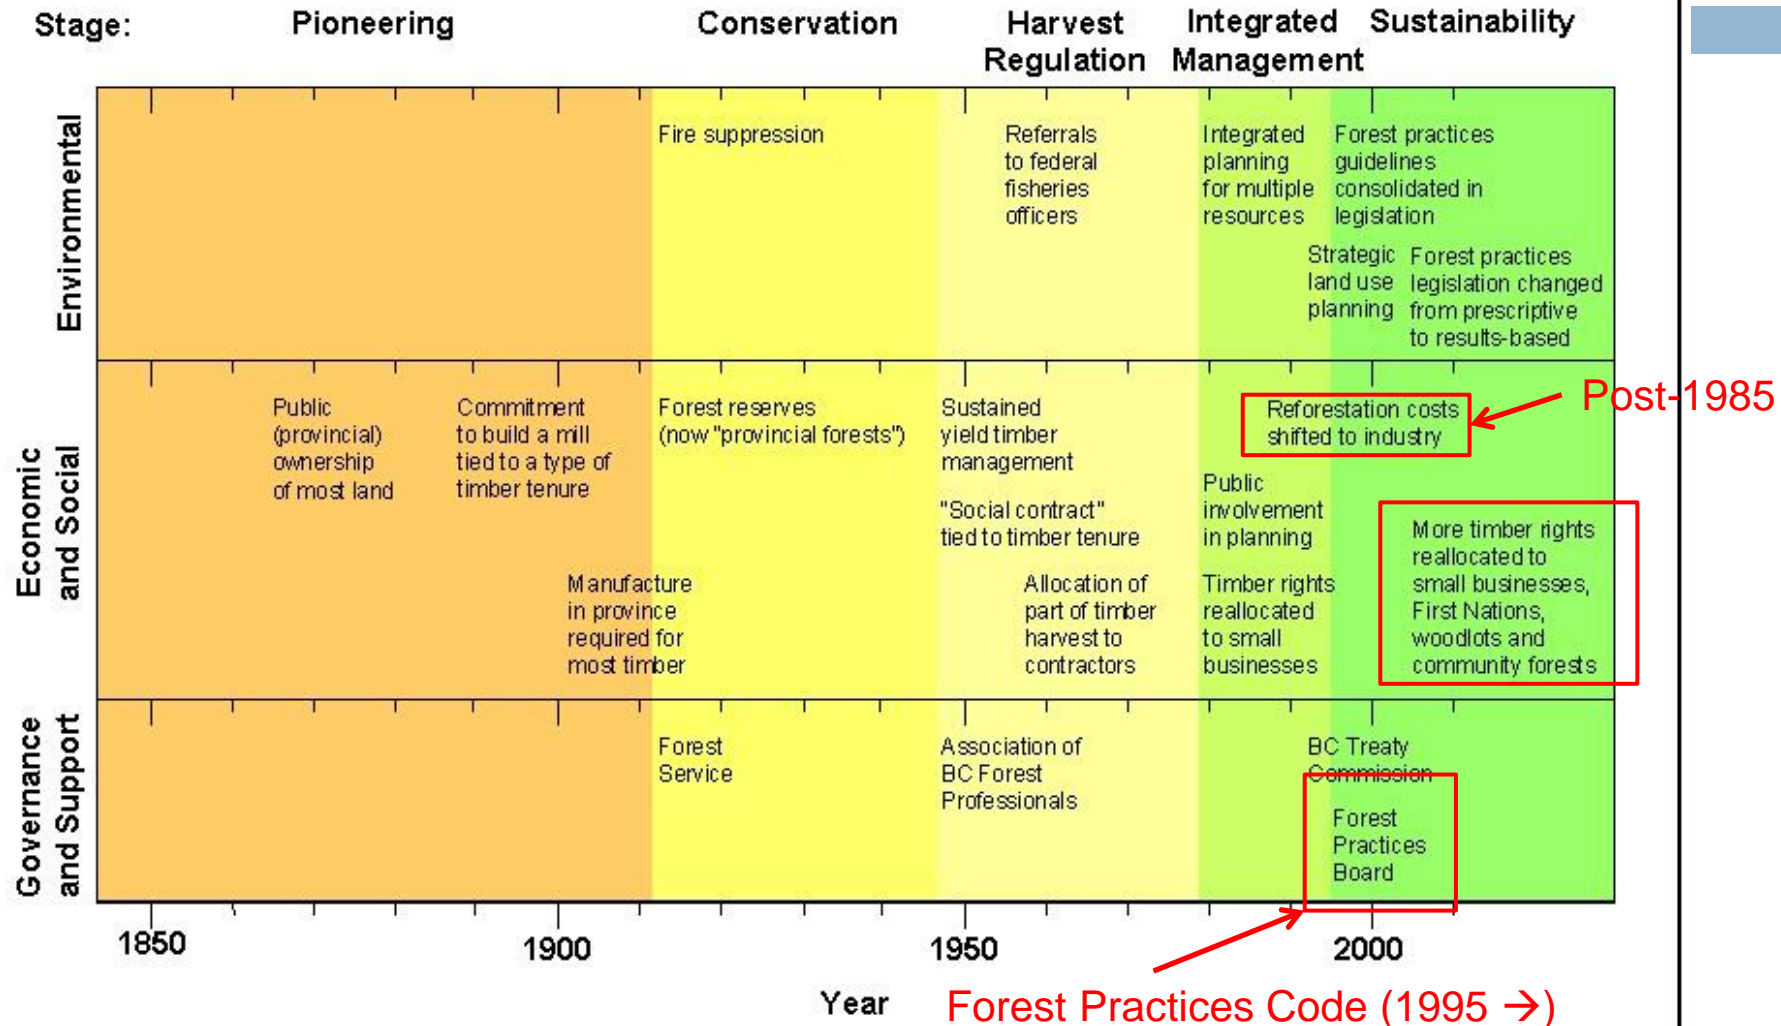 Stage:
Pioneering
Conservation
Harvest
Regulation
Integrated
Management
Sustainability
Environmental
Fire suppression
Referrals
to federal
fisheries
officers
Integrated
planning
for multiple
resources
Forest practices
guidelines
consolidated in
legislation
Strategic
land use
planning
Forest practices
legislation changed
from prescriptive
to results-based
Economic
and Social
Public
(provincial)
ownership
of most land
Commitment
to build a mill
tied to a type of
timber tenure
Manufacture
in province
required for
most timber
Forest reserves
(now "provincial forests")
Sustained
yield timber
management
"Social contract"
tied to timber tenure
Allocation of
part of timber
harvest to
contractors
Public
involvement
in planning
Timber rights
reallocated
to small
businesses
Reforestation costs
shifted to industry
Post-1985
More timber rights
reallocated to
small businesses,
First Nations,
woodlots and
community forests
Governance
and Support
Forest
Service
Association of
BC Forest
Professionals
BC Treaty
Commission
Forest
Practices
Board
1850
1900
1950
2000
Year
Forest Practices Code (1995 →)